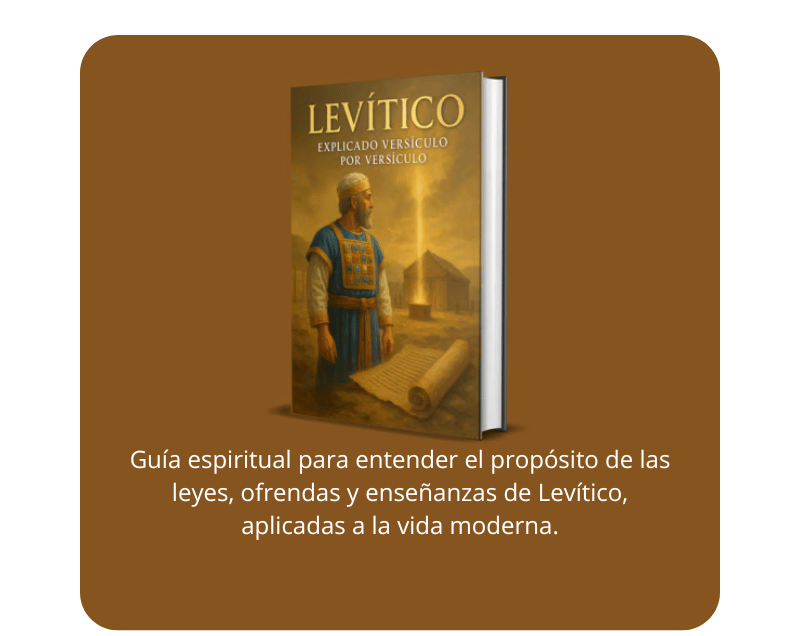 LEVÍTICO
EXPLICADO VERSÍCULO
POR VERSÍCULO
Guía espiritual para entender el propósito de las
leyes, ofrendas y enseñanzas de Levítico,
aplicadas a la vida moderna.